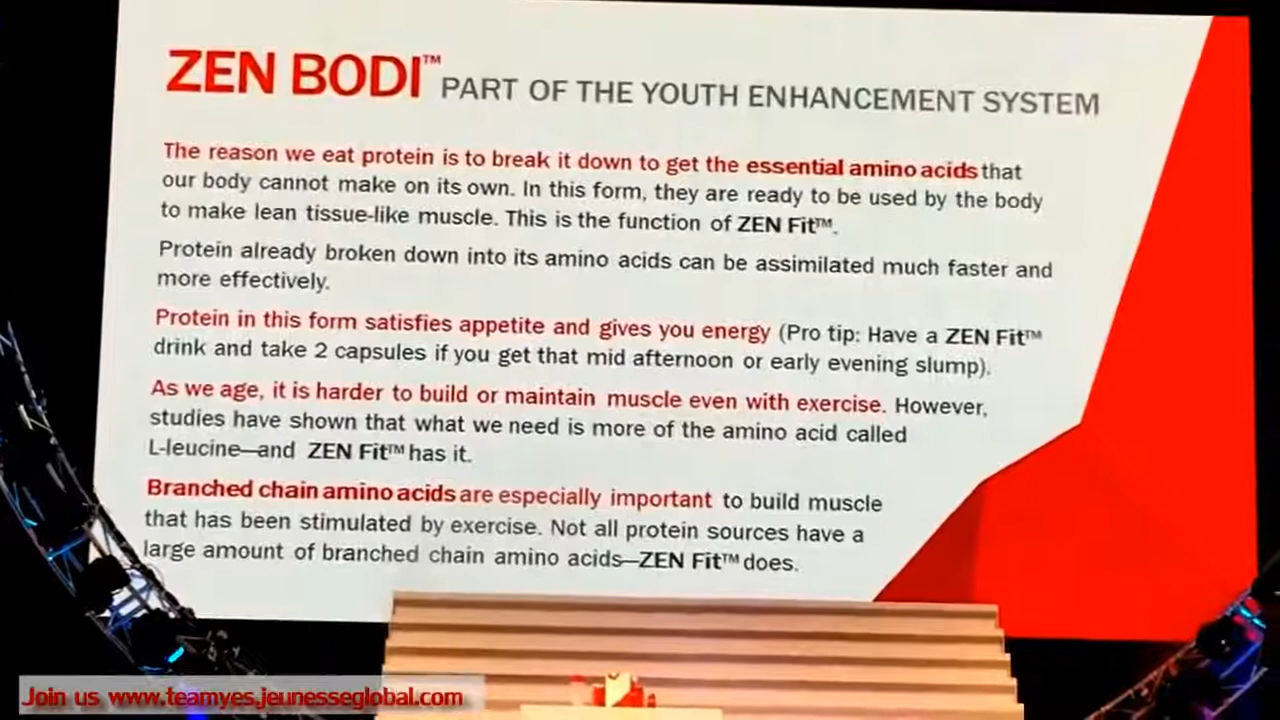 ZEN BODI™ PART OF THE YOUTH ENHANCEMENT SYSTEM
The reason we eat protein is to break it down to get the essential amino acids that
our body cannot make on its own. In this form, they are ready to be used by the body
to make lean tissue-like muscle. This is the function of ZEN Fit™.
Protein already broken down into its amino acids can be assimilated much faster and
more effectively.
Protein in this form satisfies appetite and gives you energy (Pro tip: Have a ZEN Fit™
drink and take 2 capsules if you get that mid afternoon or early evening slump).
As we age, it is harder to build or maintain muscle even with exercise. However,
studies have shown that what we need is more of the amino acid called
L-leucine—and ZEN Fit™ has it.
Branched chain amino acids are especially important to build muscle
that has been stimulated by exercise. Not all protein sources have a
large amount of branched chain amino acids—ZEN Fit™ does.
Join us www.teamyes.jeunesseglobal.com